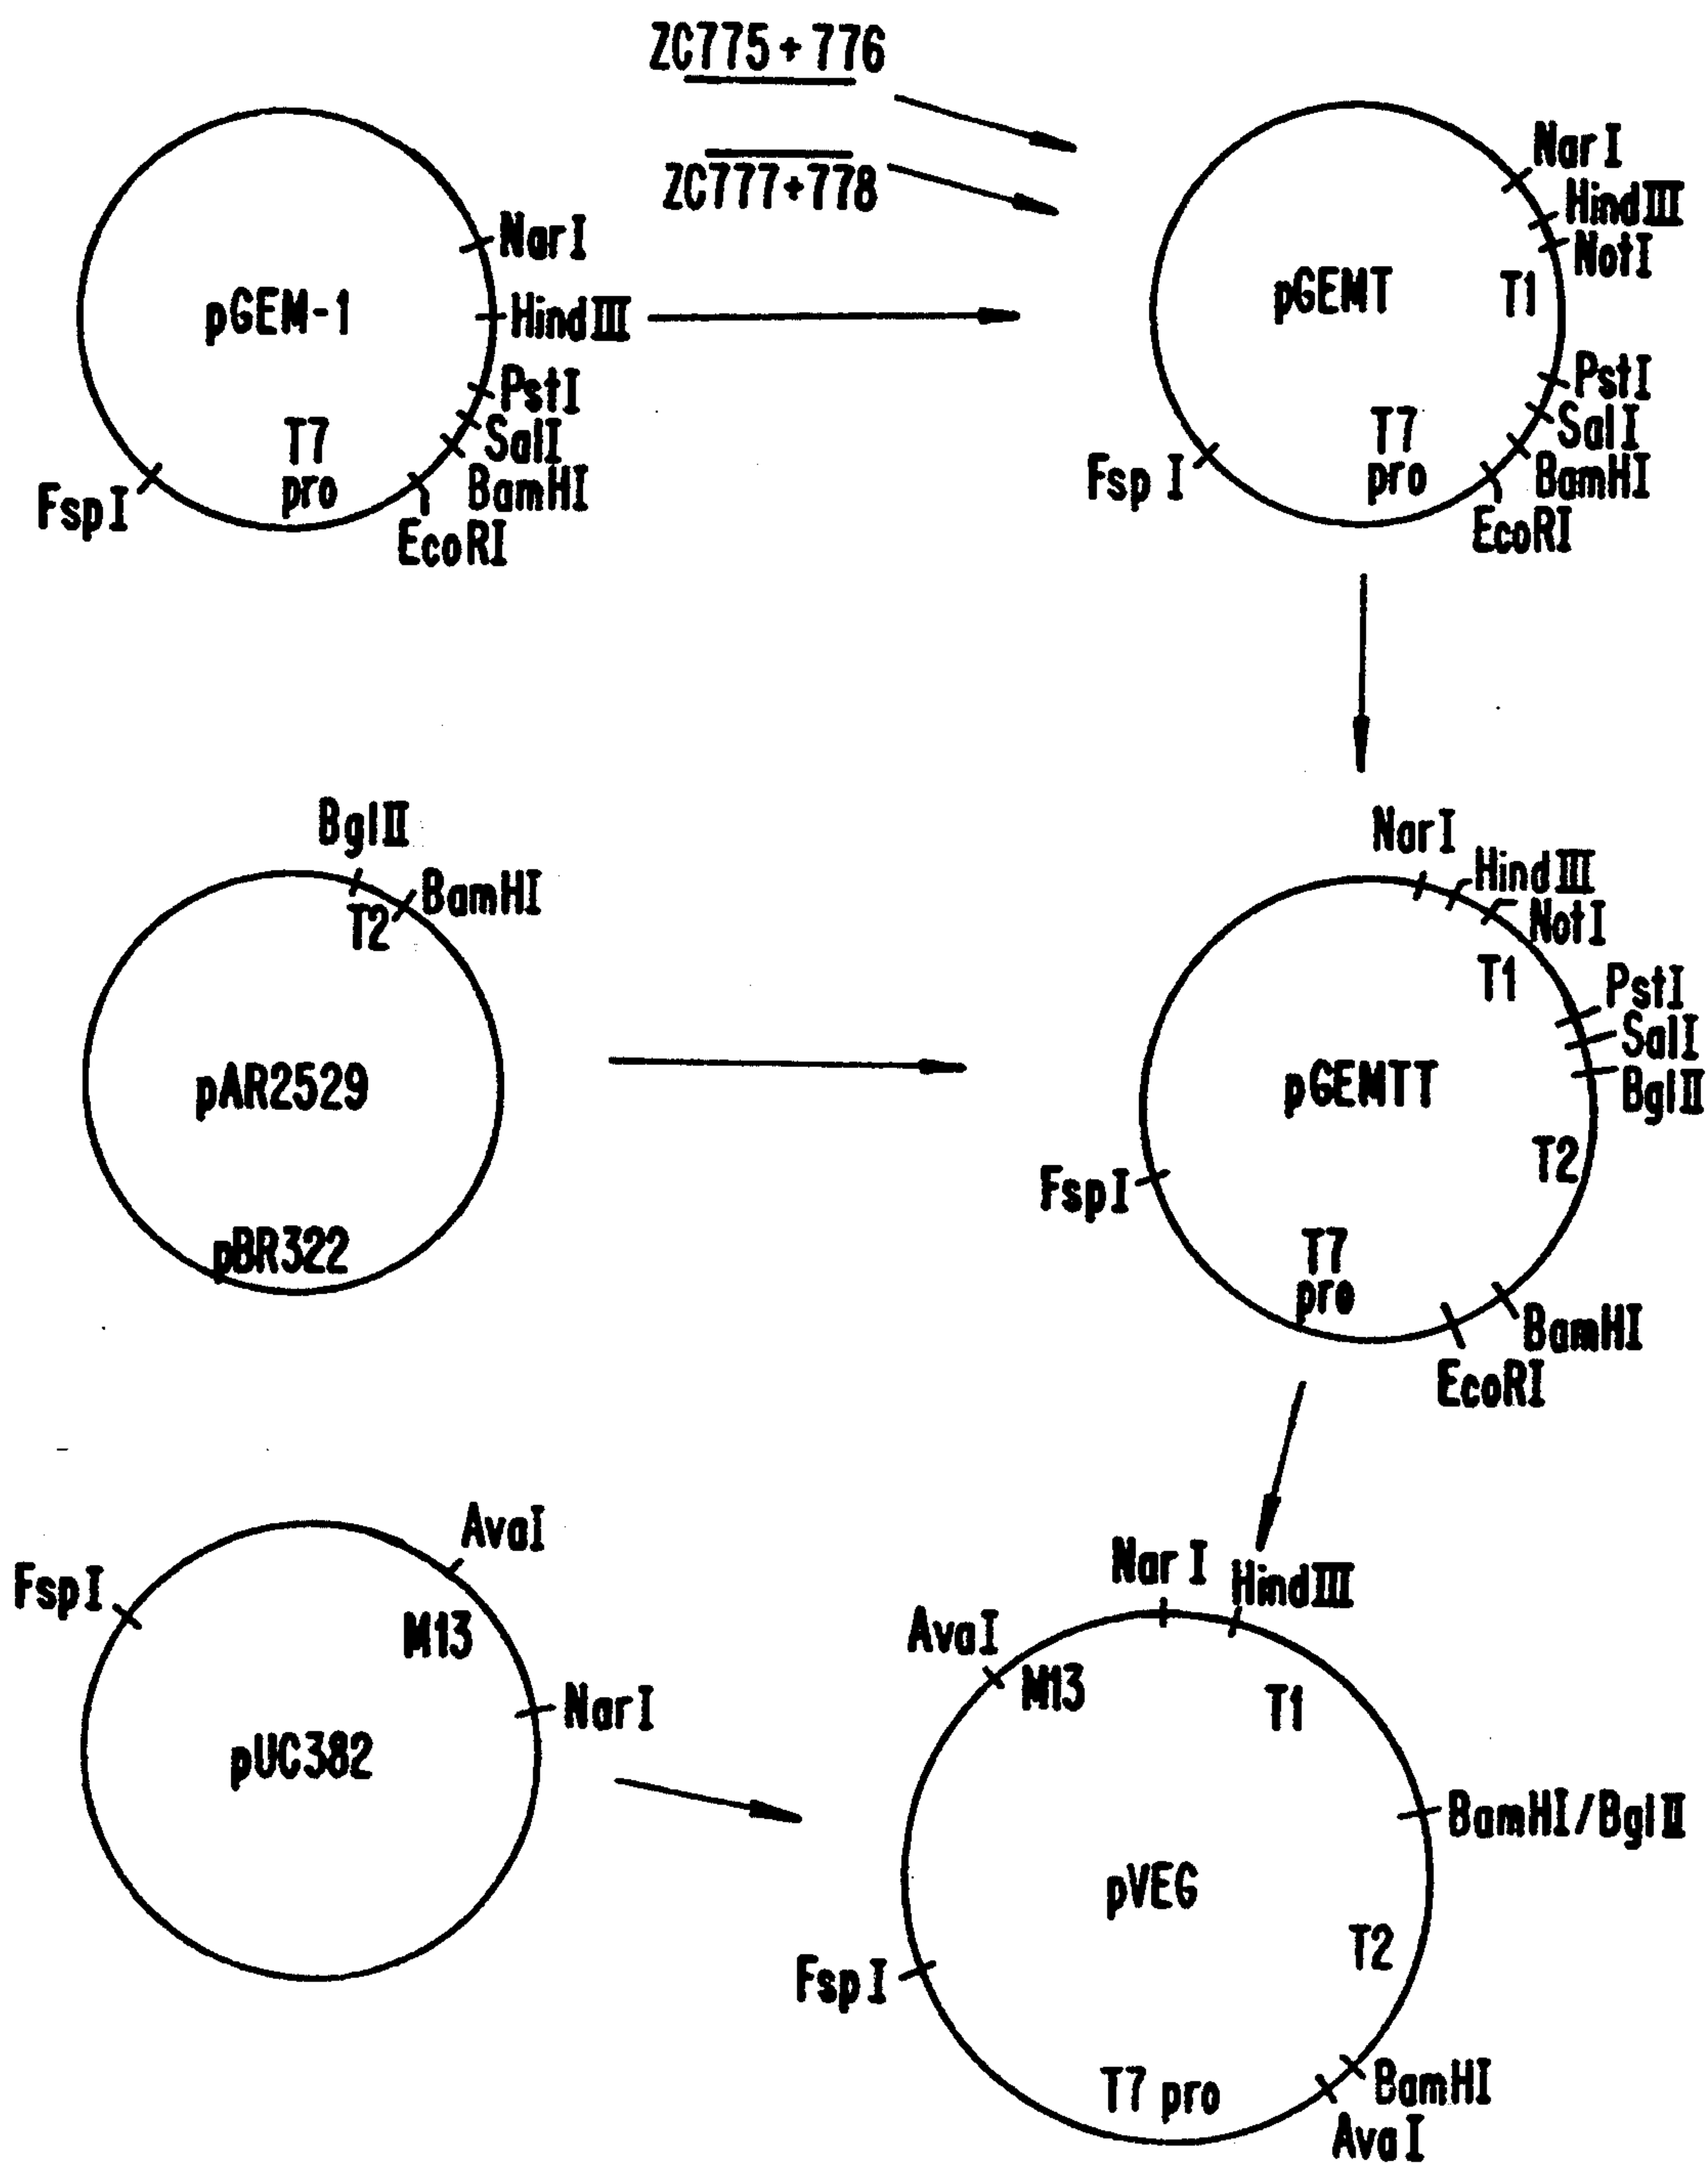 ZC775 + 776
ZC777+778
pGEM-1
NarI
HindIII
PstI
SalI
BamHI
EcoRI
T7
pro
FspI
pGEMT
NarI
HindIII
NotI
T1
PstI
SalI
BamHI
EcoRI
T7
pro
Fsp I
BglII
BamHI
T2
pAR2529
pBR322
NarI
HindIII
NotI
T1
PstI
SalI
BglII
pGEMTT
T2
FspI
T7
pro
BamHI
EcoRI
AvaI
FspI
M13
NarI
pUC382
Nar I
HindIII
AvaI
M13
T1
BamHI/BglII
pVEG
T2
FspI
T7 pro
BamHI
AvaI